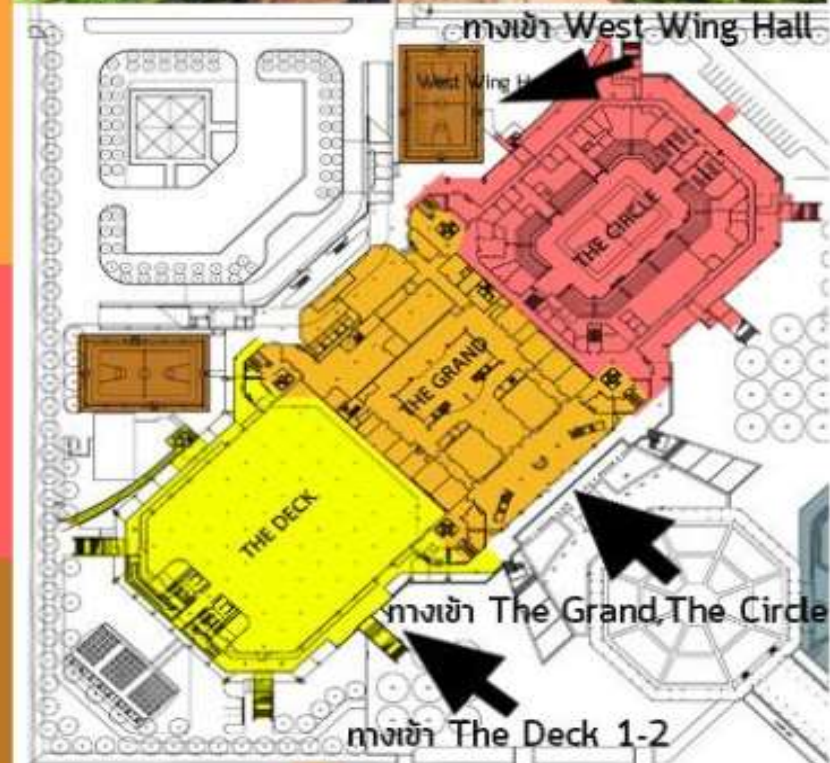 ทางเข้า West Wing Hall
West Wing H
THE CIRCLE
THE GRAND
THE DECK
ทางเข้า The Grand,The Circle
ทางเข้า The Deck 1-2